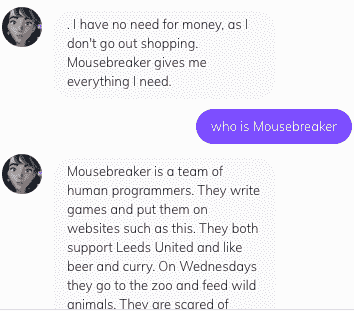 . I have no need for money, as I
don't go out shopping.
Mousebreaker gives me
everything I need.
who is Mousebreaker
Mousebreaker is a team of
human programmers. They write
games and put them on
websites such as this. They both
support Leeds United and like
beer and curry. On Wednesdays
they go to the zoo and feed wild
animals. They are scared of